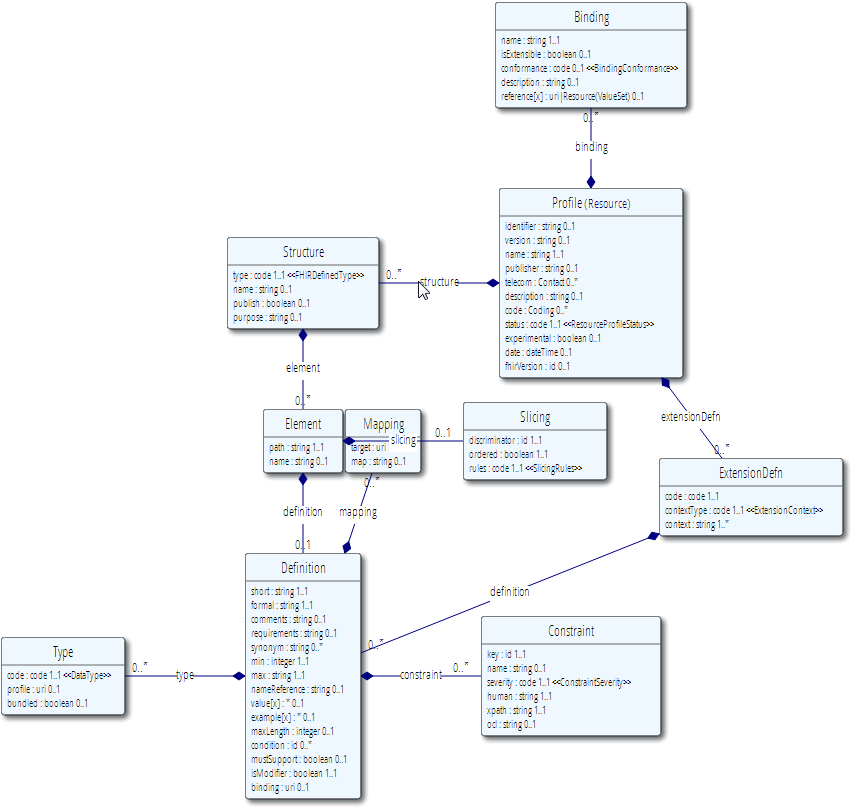 Binding
name : string 1..1
isExtensible : boolean 0..1
conformance : code 0..1 <<BindingConformance>>
description : string 0..1
reference[x] : uri|Resource(ValueSet) 0..1
0..*
binding
Profile (Resource)
identifier : string 0..1
version : string 0..1
name : string 1..1
publisher : string 0..1
telecom : Contact 0..*
description : string 0..1
code : Coding 0..*
status : code 1..1 <<ResourceProfileStatus>>
experimental : boolean 0..1
date : dateTime 0..1
fhirVersion : id 0..1
Structure
type : code 1..1 <<FHIRDefinedType>>
name : string 0..1
publish : boolean 0..1
purpose : string 0..1
0..*
structure
element
0..*
extensionDefn
0..*
Element
path : string 1..1
name : string 0..1
Mapping
target : uri
map : string 0..1
slicing
0..1
Slicing
discriminator : id 1..1
ordered : boolean 1..1
rules : code 1..1 <<SlicingRules>>
ExtensionDefn
code : code 1..1
contextType : code 1..1 <<ExtensionContext>>
context : string 1..*
0..*
definition
mapping
0..1
Definition
short : string 1..1
formal : string 1..1
comments : string 0..1
requirements : string 0..1
synonym : string 0..*
min : integer 1..1
max : string 1..1
nameReference : string 0..1
value[x] : * 0..1
example[x] : * 0..1
maxLength : integer 0..1
condition : id 0..*
mustSupport : boolean 0..1
isModifier : boolean 1..1
binding : uri 0..1
definition
0..*
Type
code : code 1..1 <<DataType>>
profile : uri 0..1
bundled : boolean 0..1
0..*
type
constraint
0..*
Constraint
key : id 1..1
name : string 0..1
severity : code 1..1 <<ConstraintSeverity>>
human : string 1..1
xpath : string 1..1
ocl : string 0..1